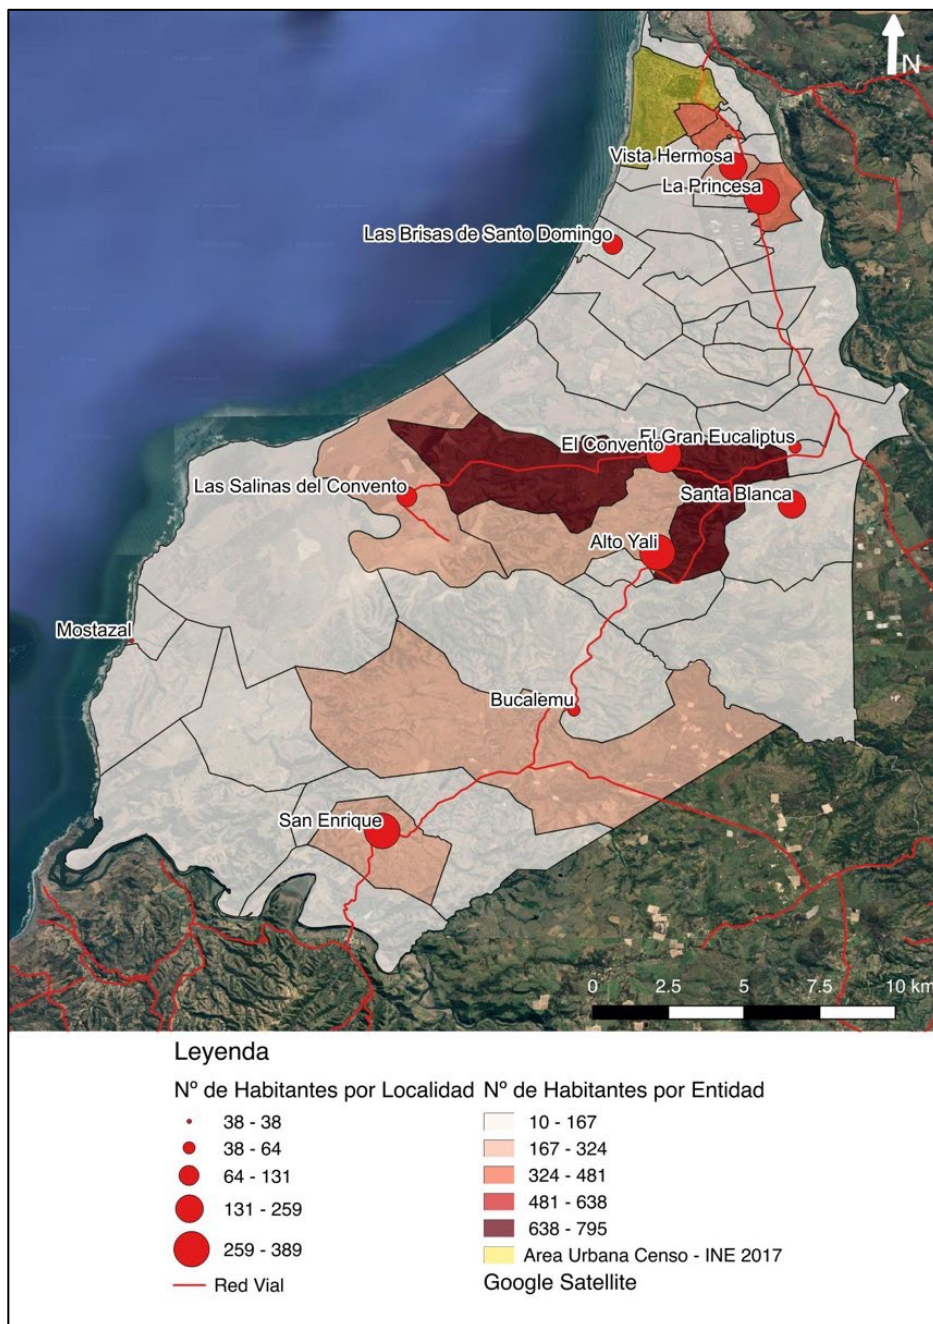 N
Vista Hermosa
La Princesa
Las Brisas de Santo Domingo
El Gran Eucaliptus
El Convento
Las Salinas del Convento
Santa Blanca
Alto Yali
Mostazal
Bucalemu
San Enrique
0 2.5 5 7.5 10 km
Leyenda
Nº de Habitantes por Localidad
38 - 38
38 - 64
64 - 131
131 - 259
259 - 389
Red Vial
Nº de Habitantes por Entidad
10 - 167
167 - 324
324 - 481
481 - 638
638 - 795
Area Urbana Censo - INE 2017
Google Satellite